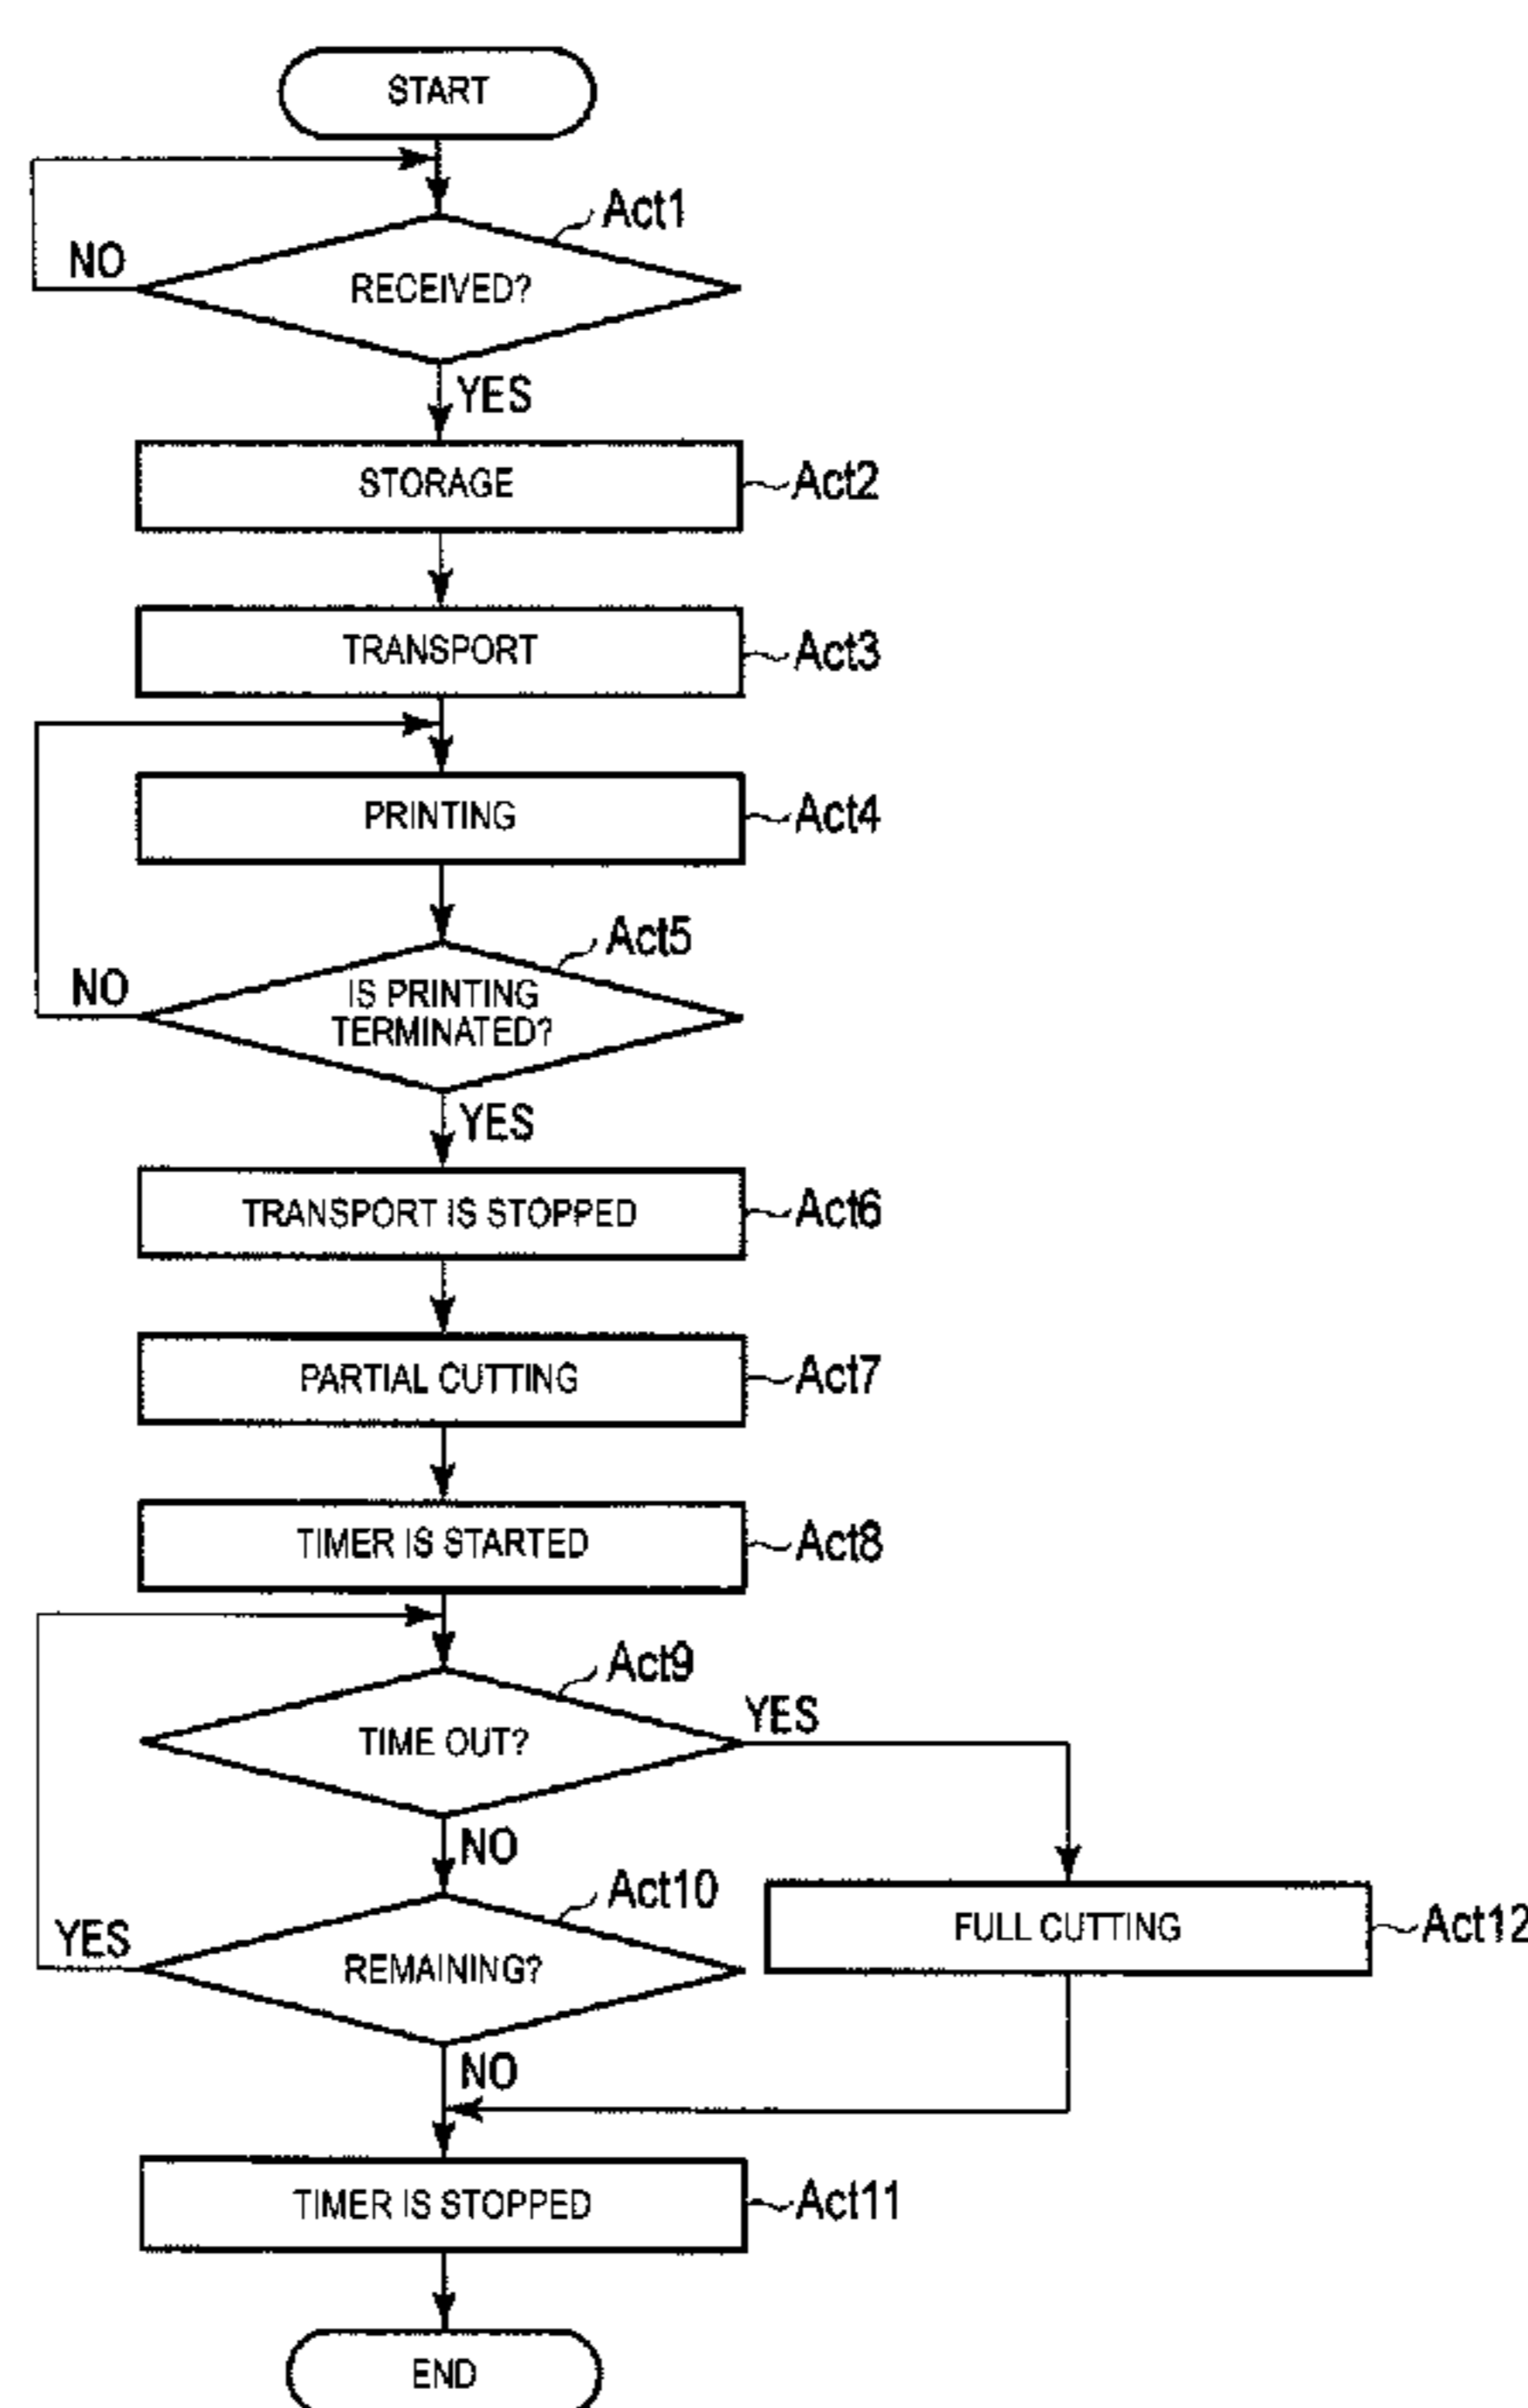 START
Act1
NO
RECEIVED?
YES
STORAGE
Act2
TRANSPORT
Act3
PRINTING
Act4
Act5
NO
IS PRINTING
TERMINATED?
YES
TRANSPORT IS STOPPED
Act6
PARTIAL CUTTING
Act7
TIMER IS STARTED
Act8
Act9
YES
TIME OUT?
NO
Act10
YES
REMAINING?
FULL CUTTING
Act12
NO
TIMER IS STOPPED
Act11
END